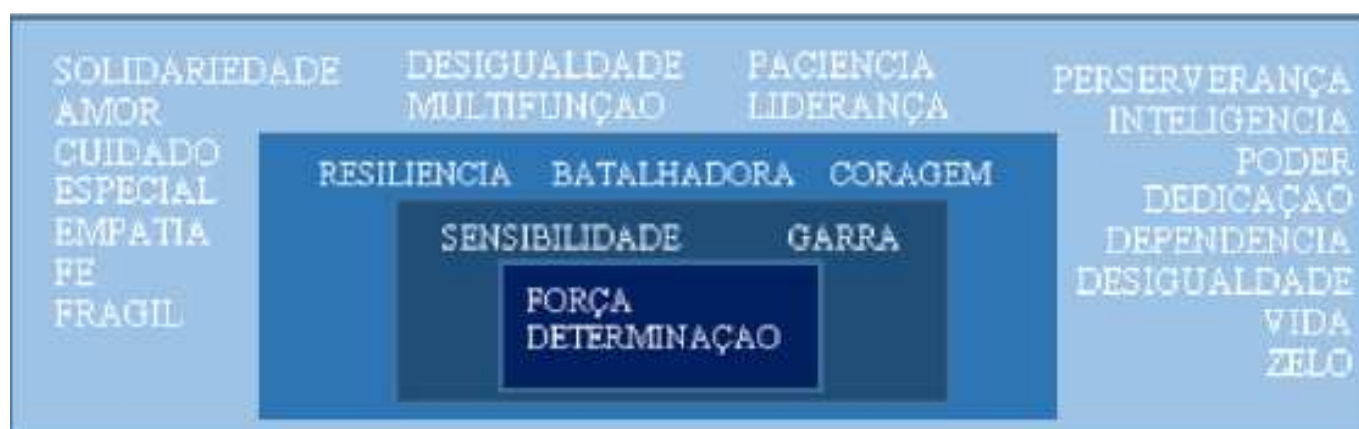 SOLIDARIEDADE
AMOR
CUIDADO
ESPECIAL
EMPATIA
FE
FRAGIL
DESIGUALDADE
MULTIFUNÇAO
PACIENCIA
LIDERANÇA
PERSERVERANÇA
INTELIGENCIA
PODER
DEDICAÇAO
DEPENDENCIA
DESIGUALDADE
VIDA
ZELO
RESILIENCIA BATALHADORA CORAGEM
SENSIBILIDADE GARRA
FORÇA
DETERMINAÇAO